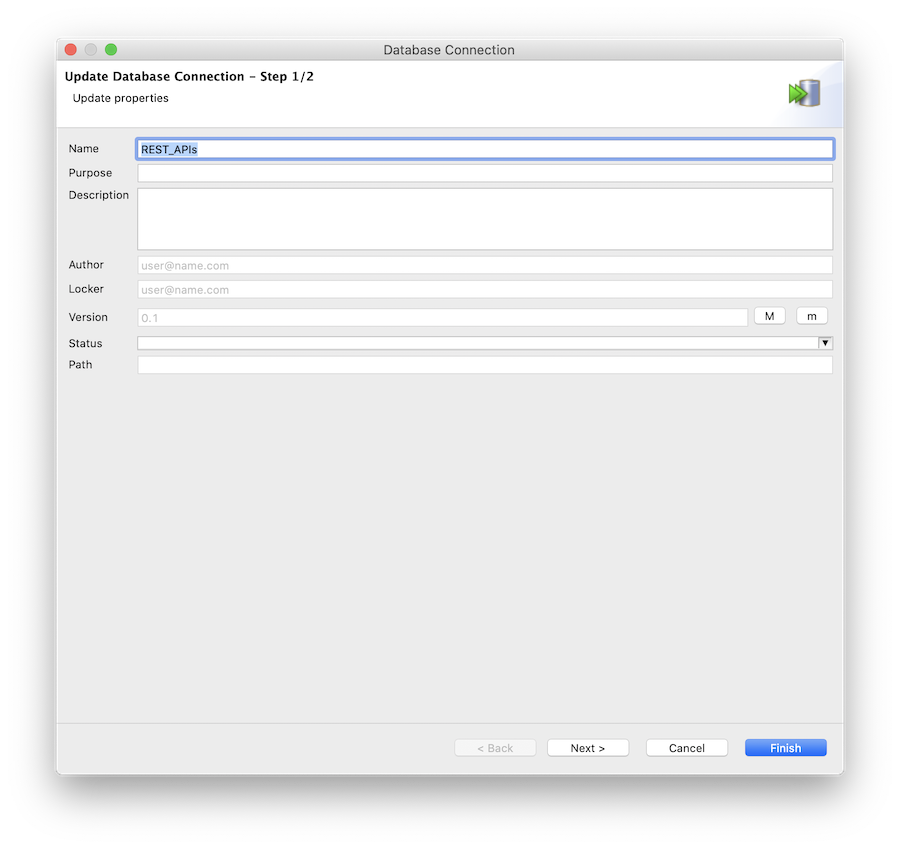 Database Connection
Update Database Connection – Step 1/2
Update properties
Name REST_APIs
Purpose
Description
Author user@name.com
Locker user@name.com
Version 0.1 M m
Status
Path
< Back Next > Cancel Finish